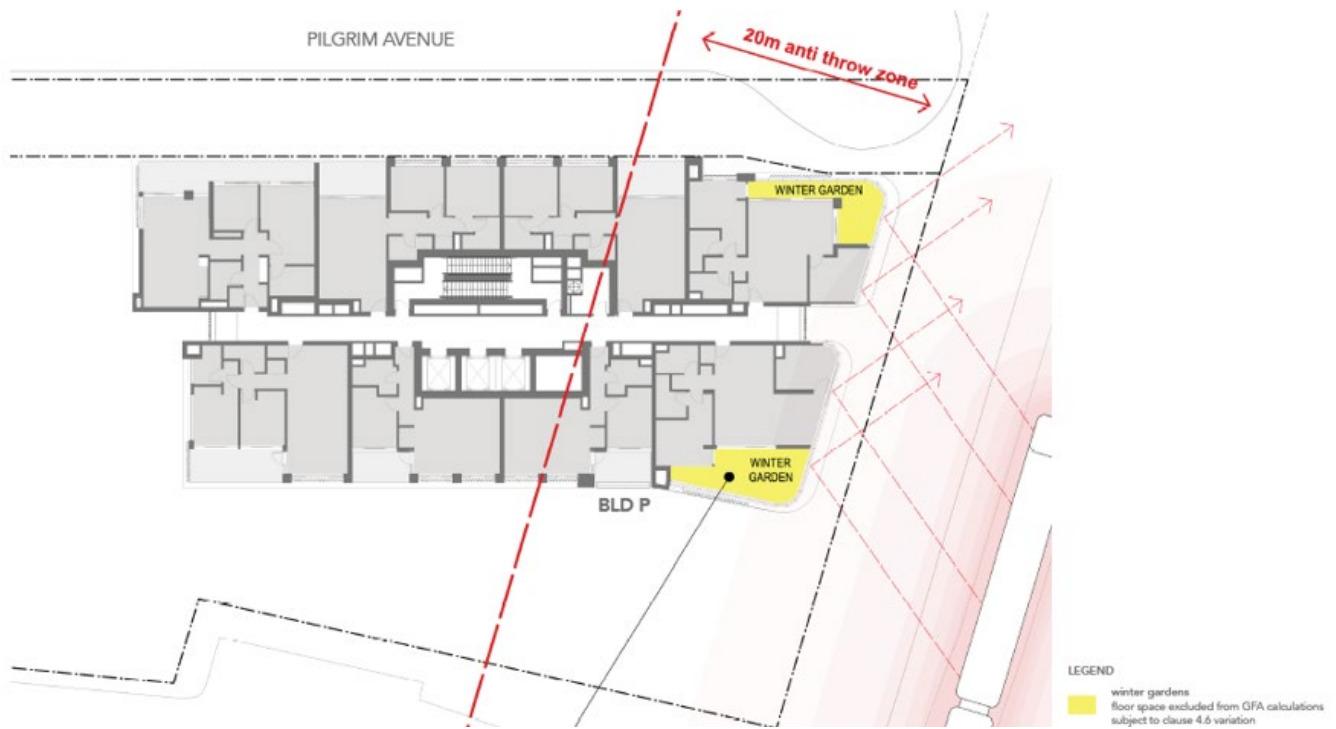 PILGRIM AVENUE
20m anti throw zone
WINTER GARDEN
WINTER
GARDEN
BLD P
LEGEND
winter gardens
floor space excluded from GFA calculations
subject to clause 4.6 variation